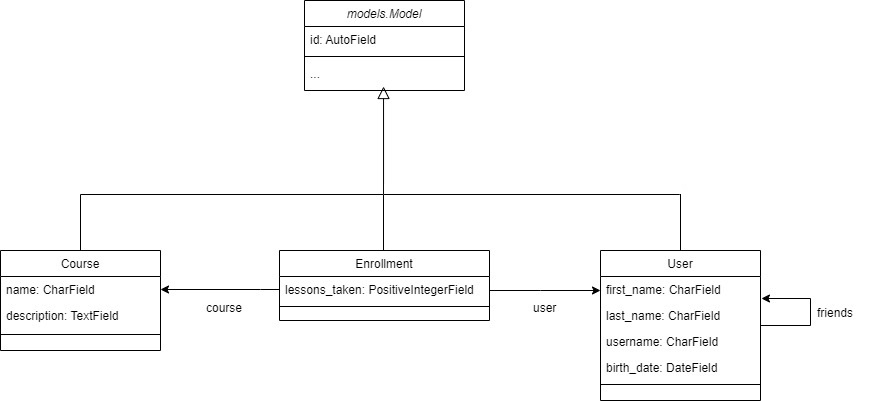 models.Model
id: AutoField
...
Course
name: CharField
description: TextField
course
Enrollment
lessons_taken: PositiveIntegerField
user
User
first_name: CharField
last_name: CharField
username: CharField
birth_date: DateField
friends